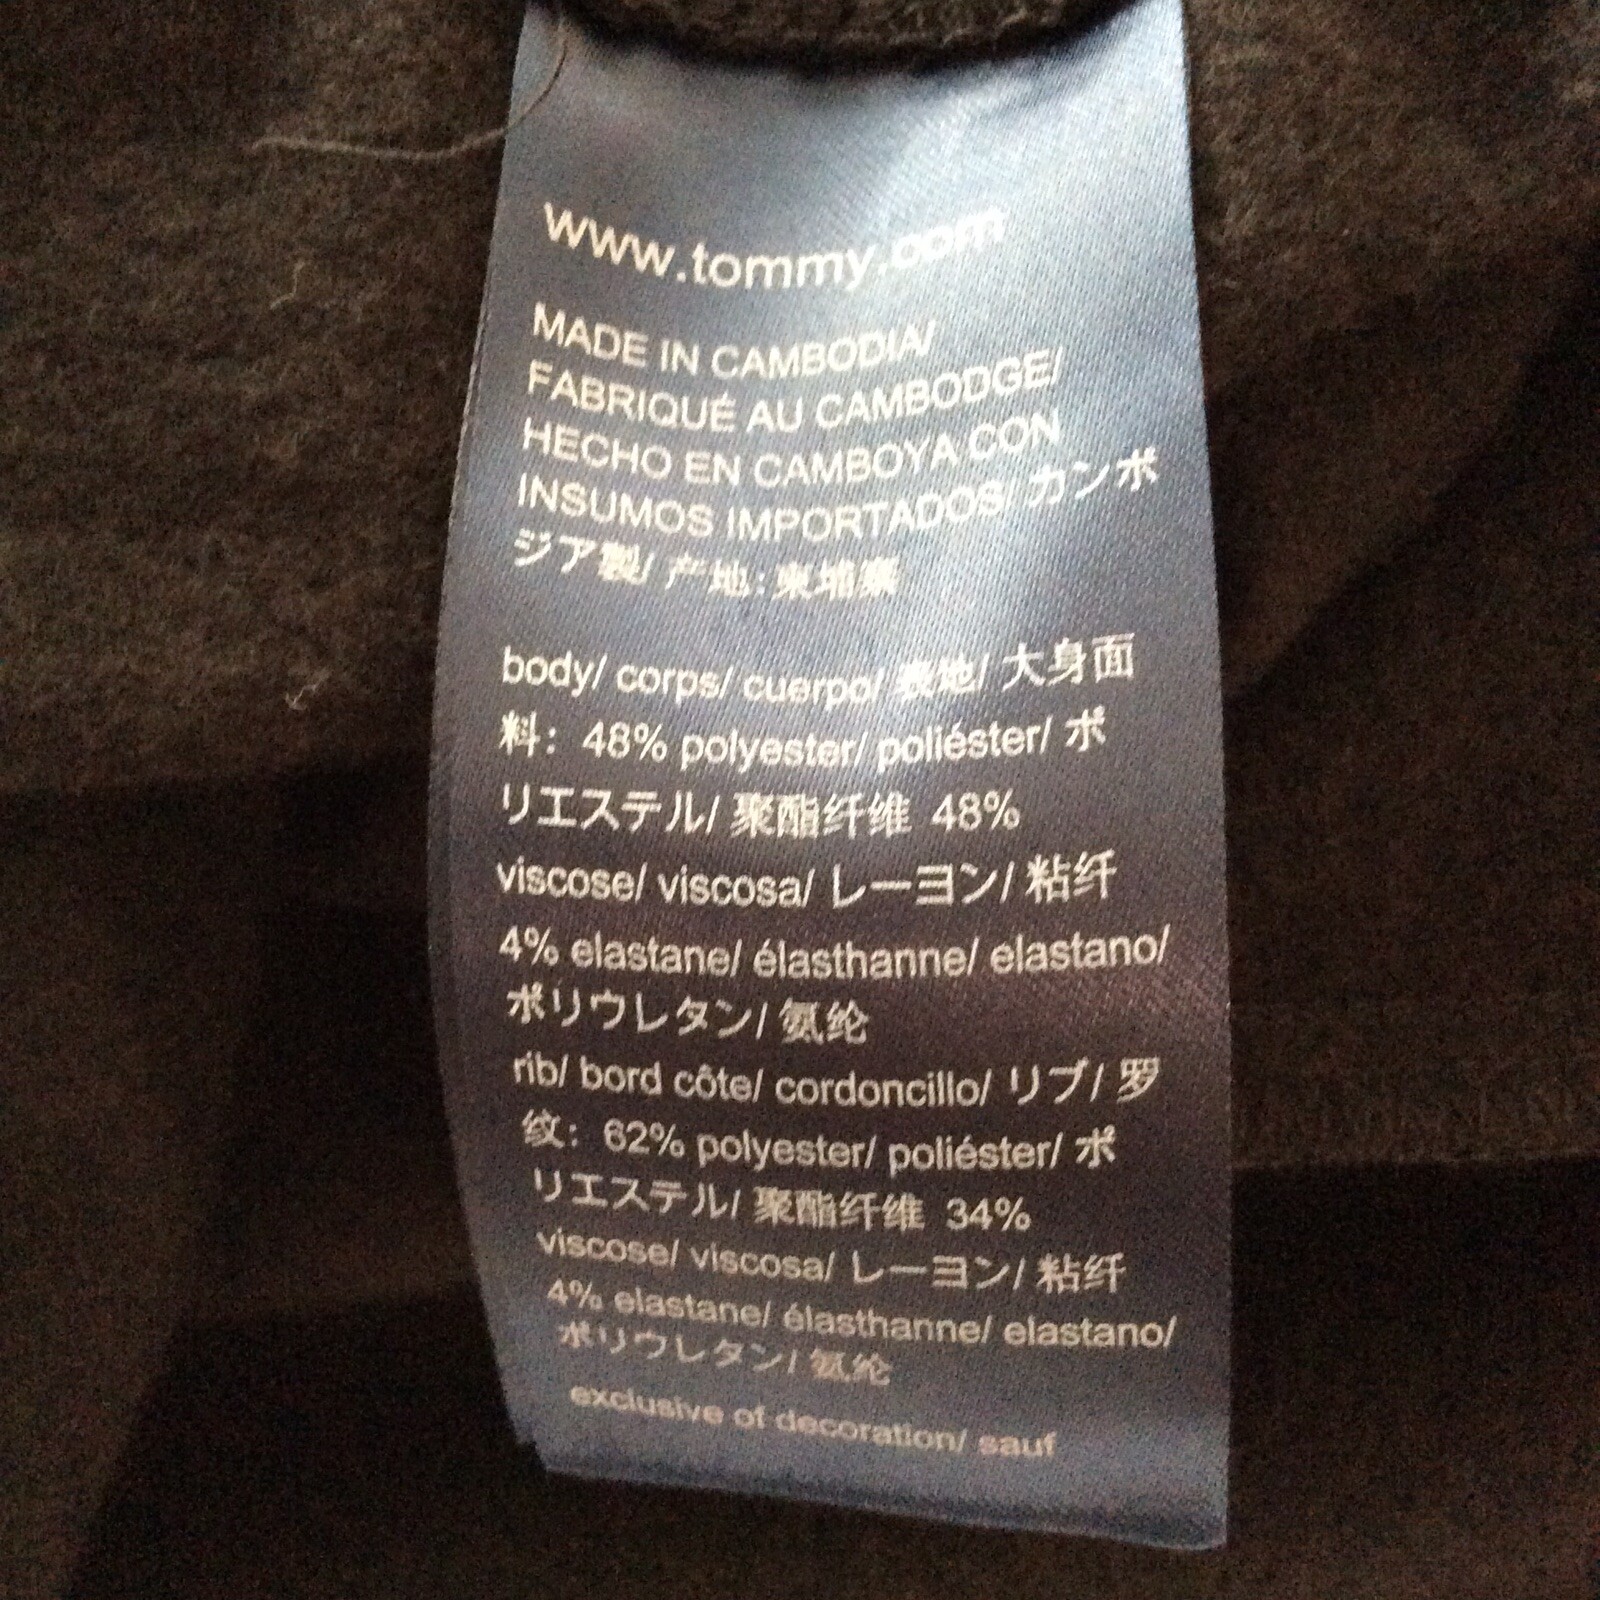 www.tommy.com
MADE IN CAMBODIA/
FABRIQUÉ AU CAMBODGE/
HECHO EN CAMBOYA CON
INSUMOS IMPORTADOS/ カンボ
ジア製/ 产地:柬埔寨
body/ corps/ cuerpo/ 表地/ 大身面
料: 48% polyester/ poliéster/ ポ
リエステル/ 聚酯纤维 48%
viscose/ viscosa/ レーヨン/ 粘纤
4% elastane/ élasthanne/ elastano/
ポリウレタン/ 氨纶
rib/ bord côte/ cordoncillo/ リブ/ 罗
纹: 62% polyester/ poliéster/ ポ
リエステル/ 聚酯纤维 34%
viscose/ viscosa/ レーヨン/ 粘纤
4% elastane/ élasthanne/ elastano/
ポリウレタン/ 氨纶
exclusive of decoration/ sauf